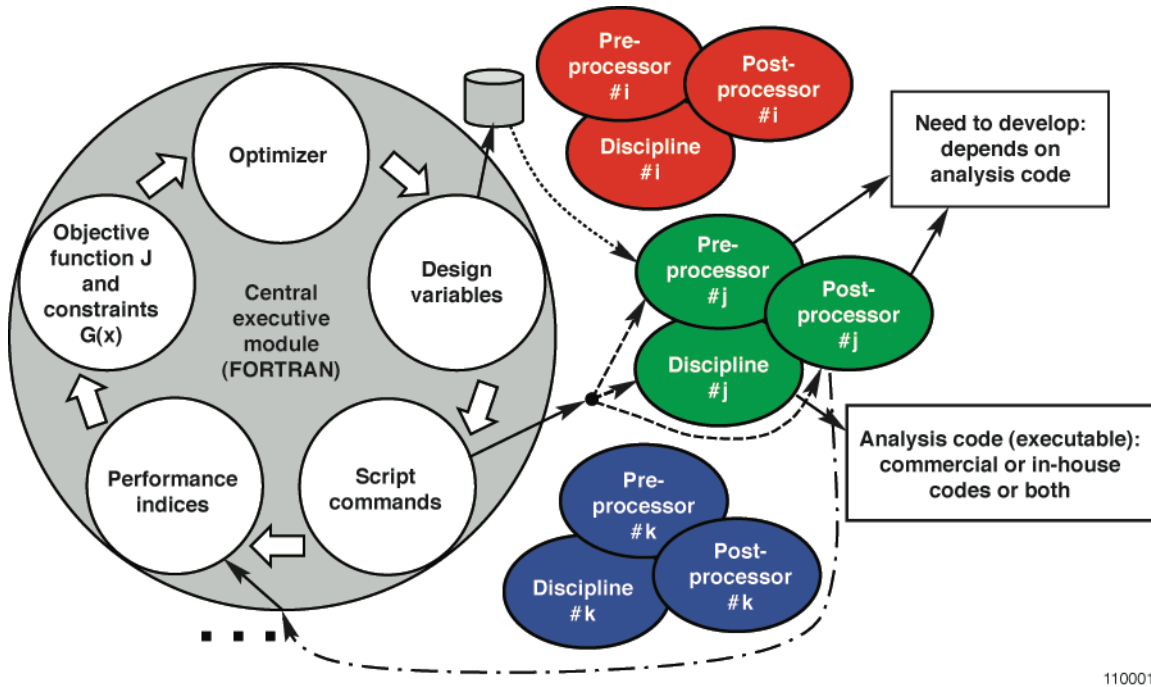 Optimizer
Design
variables
Script
commands
Performance
indices
Objective
function J
and
constraints
G(x)
Central
executive
module
(FORTRAN)
Pre-
processor
#i
Post-
processor
#i
Discipline
#i
Pre-
processor
#j
Post-
processor
#j
Discipline
#j
Pre-
processor
#k
Post-
processor
#k
Discipline
#k
Need to develop:
depends on
analysis code
Analysis code (executable):
commercial or in-house
codes or both
110001